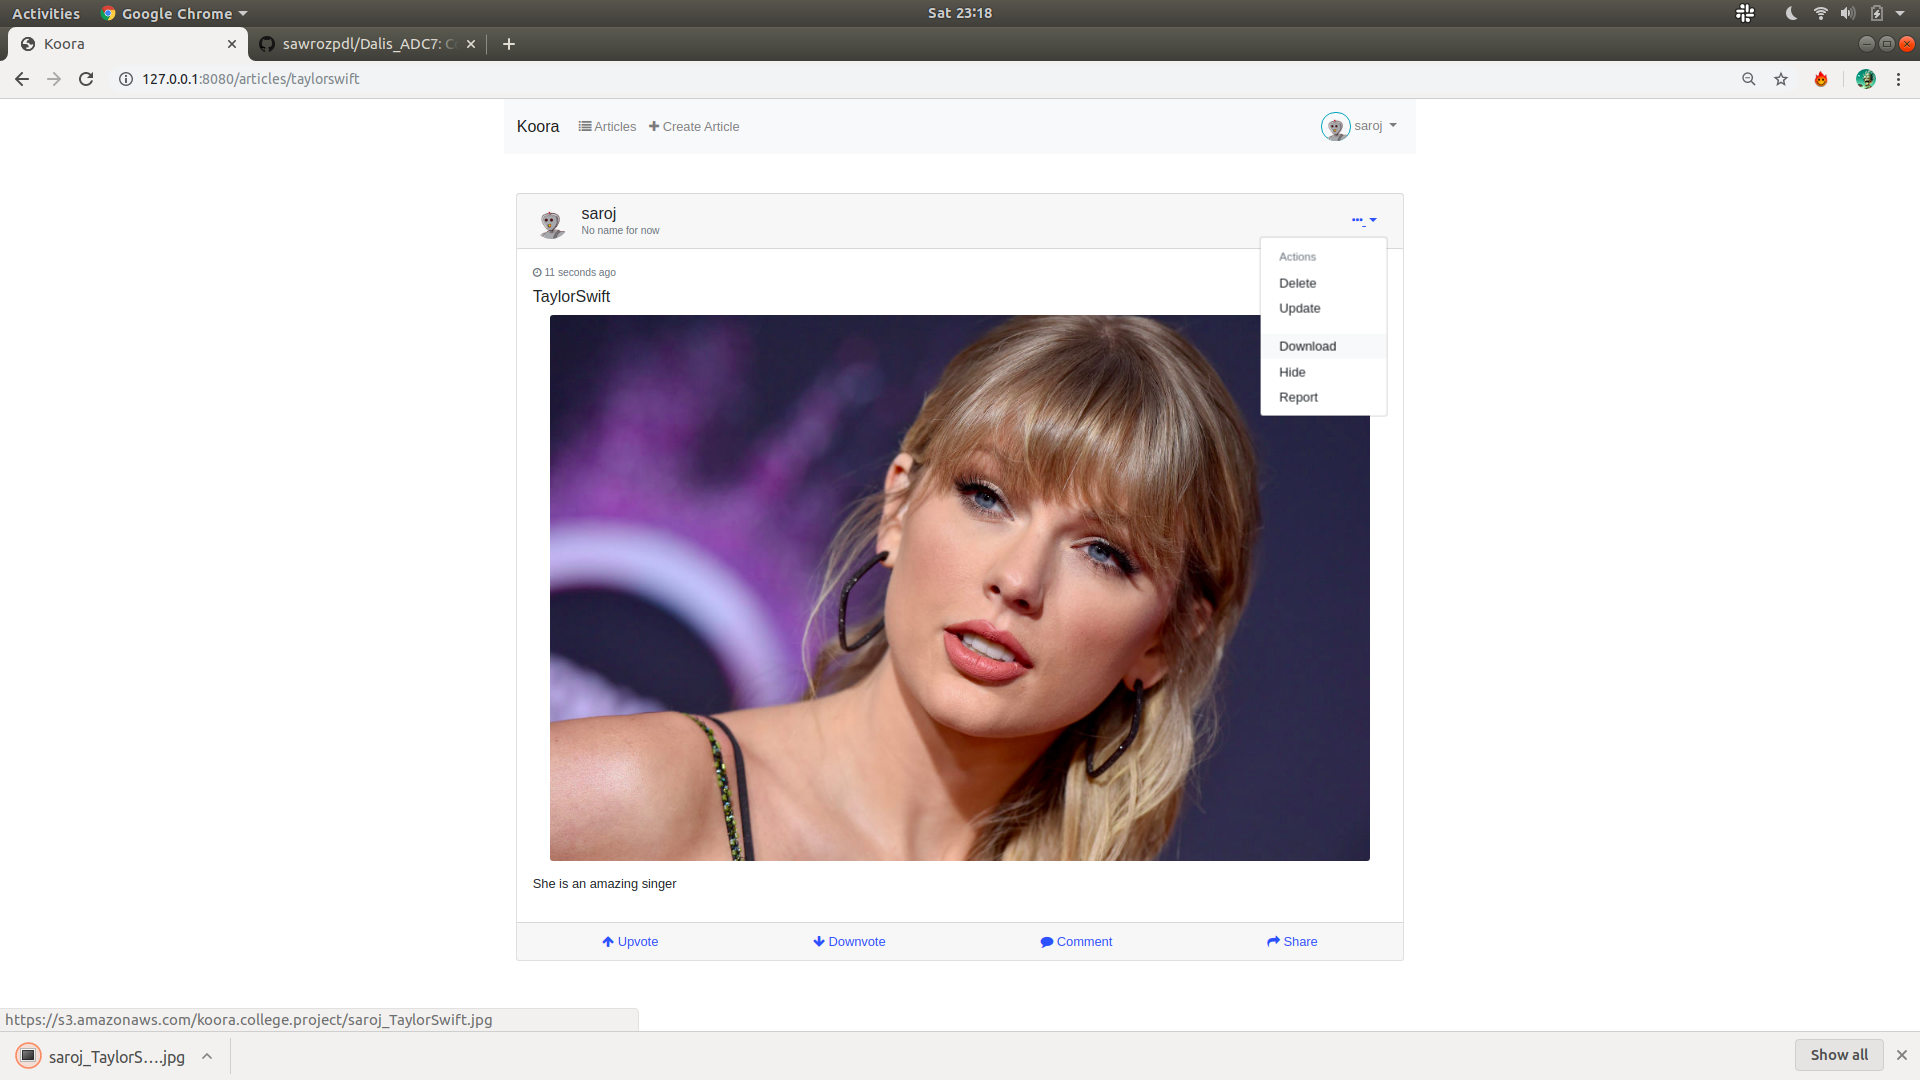 Activities Google Chrome Sat 23:18
Koora sawrozpdl/Dalis_ADC7:
127.0.0.1:8080/articles/taylorswift
Koora Articles Create Article saroj
saroj
No name for now
11 seconds ago
TaylorSwift
Actions
Delete
Update
Download
Hide
Report
She is an amazing singer
Upvote Downvote Comment Share
https://s3.amazonaws.com/koora.college.project/saroj_TaylorSwift.jpg
saroj_TaylorS....jpg Show all